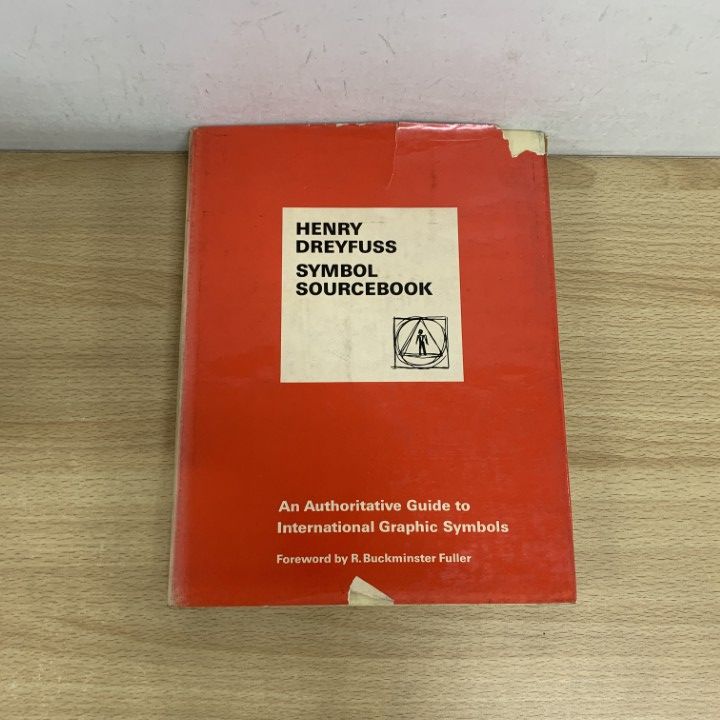 HENRY
DREYFUSS
SYMBOL
SOURCEBOOK
An Authoritative Guide to
International Graphic Symbols
Foreword by R. Buckminster Fuller